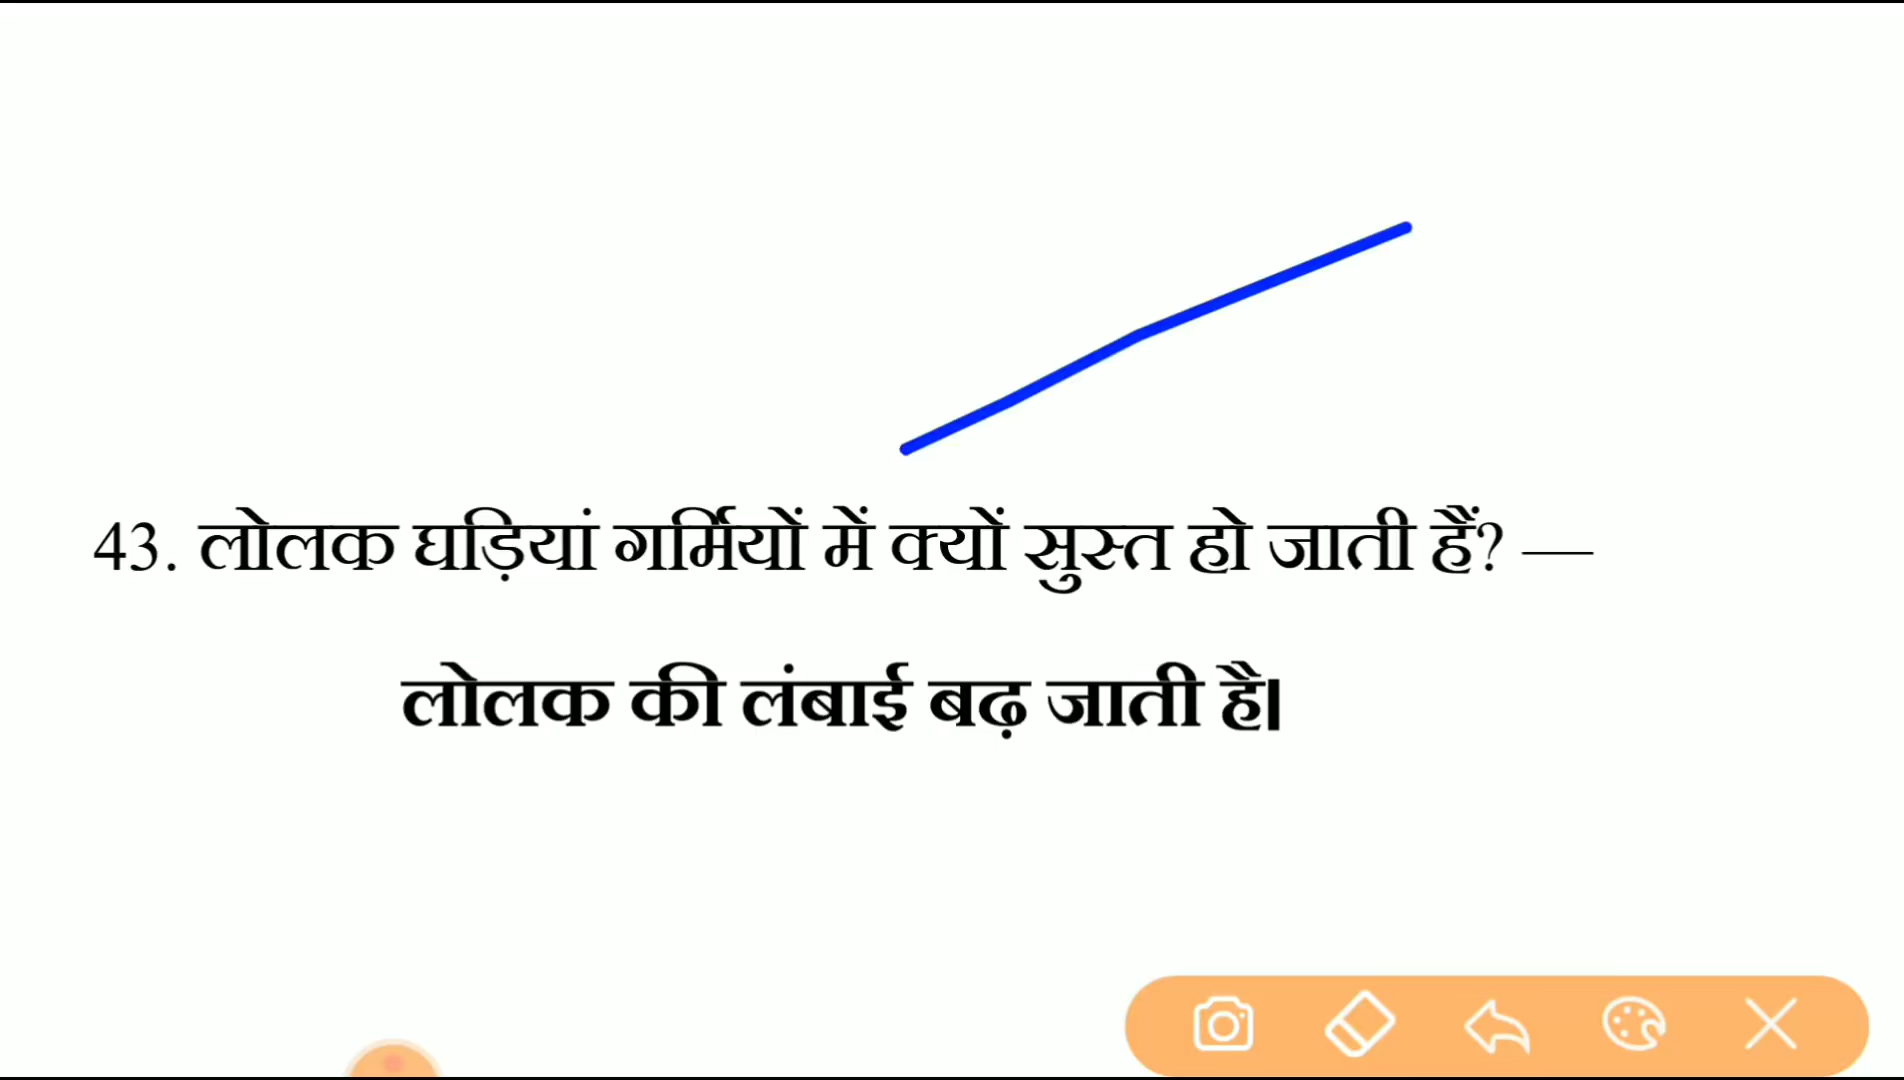 43. लोलक घड़ियां गर्मियों में क्यों सुस्त हो जाती हैं? —
लोलक की लंबाई बढ़ जाती है।